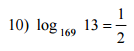 10) log₁₆₉ 13 = 1/2